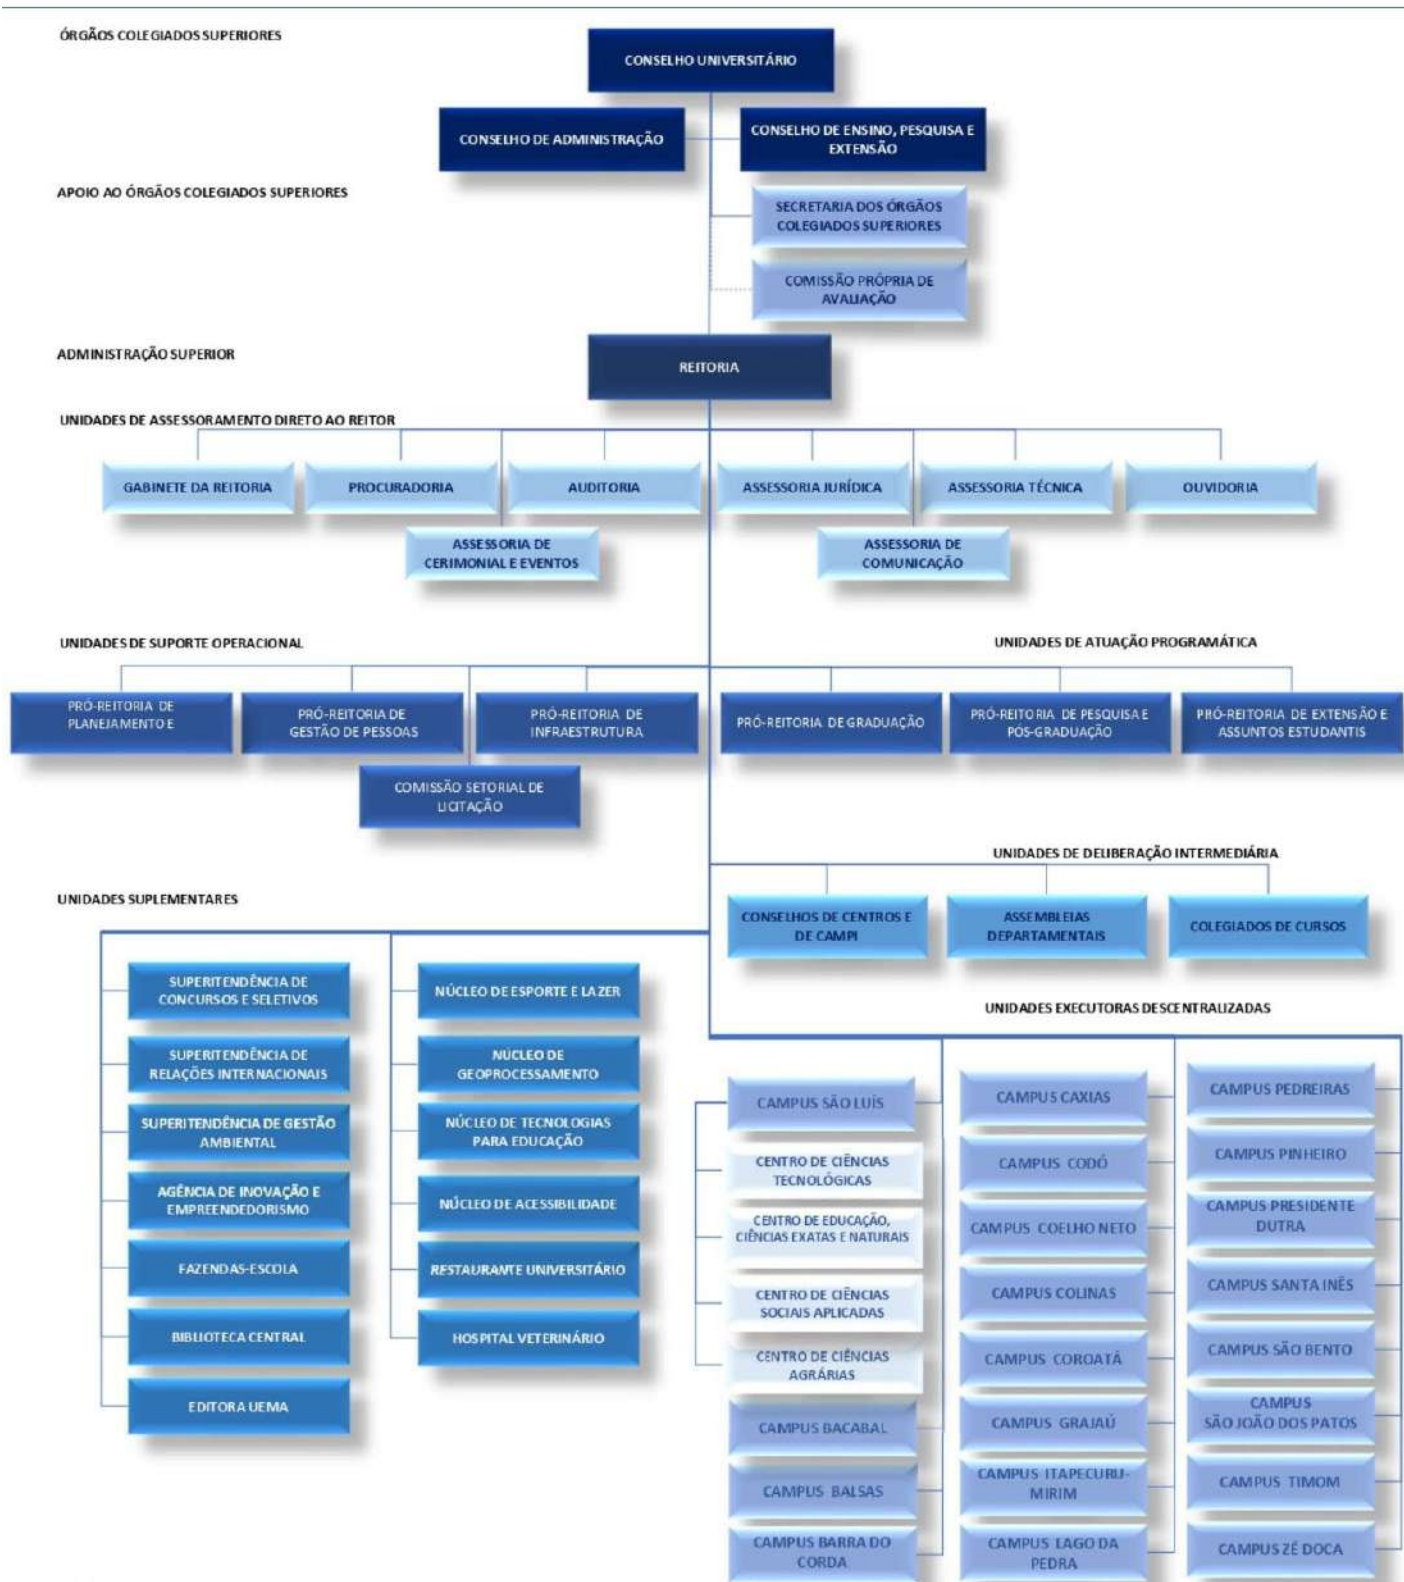 ÓRGÃOS COLEGIADOS SUPERIORES
CONSELHO UNIVERSITÁRIO
CONSELHO DE ADMINISTRAÇÃO
CONSELHO DE ENSINO, PESQUISA E
EXTENSÃO
APOIO AO ÓRGÃOS COLEGIADOS SUPERIORES
SECRETARIA DOS ÓRGÃOS
COLEGIADOS SUPERIORES
COMISSÃO PRÓPRIA DE
AVALIAÇÃO
ADMINISTRAÇÃO SUPERIOR
REITORIA
UNIDADES DE ASSESSORAMENTO DIRETO AO REITOR
GABINETE DA REITORIA
PROCURADORIA
AUDITORIA
ASSESSORIA JURÍDICA
ASSESSORIA TÉCNICA
OUVIDORIA
ASSESSORIA DE
CERIMONIAL E EVENTOS
ASSESSORIA DE
COMUNICAÇÃO
UNIDADES DE SUPORTE OPERACIONAL
UNIDADES DE ATUAÇÃO PROGRAMÁTICA
PRÓ-REITORIA DE
PLANEJAMENTO E
PRÓ-REITORIA DE
GESTÃO DE PESSOAS
PRÓ-REITORIA DE
INFRAESTRUTURA
PRÓ-REITORIA DE GRADUAÇÃO
PRÓ-REITORIA DE PESQUISA E
PÓS-GRADUAÇÃO
PRÓ-REITORIA DE EXTENSÃO E
ASSUNTOS ESTUDANTIS
COMISSÃO SETORIAL DE
LICITAÇÃO
UNIDADES DE DELIBERAÇÃO INTERMEDIÁRIA
CONSELHOS DE CENTROS E
DE CAMPI
ASSEMBLEIAS
DEPARTAMENTAIS
COLEGIADOS DE CURSOS
UNIDADES SUPLEMENTARES
SUPERITENDÊNCIA DE
CONCURSOS E SELETIVOS
SUPERITENDÊNCIA DE
RELAÇÕES INTERNACIONAIS
SUPERITENDÊNCIA DE GESTÃO
AMBIENTAL
AGÊNCIA DE INOVAÇÃO E
EMPREENDEDORISMO
FAZENDAS-ESCOLA
BIBLIOTECA CENTRAL
EDITORA UEMA
NÚCLEO DE ESPORTE E LAZER
NÚCLEO DE
GEOPROCESSAMENTO
NÚCLEO DE TECNOLOGIAS
PARA EDUCAÇÃO
NÚCLEO DE ACESSIBILIDADE
RESTAURANTE UNIVERSITÁRIO
HOSPITAL VETERINÁRIO
UNIDADES EXECUTORAS DESCENTRALIZADAS
CAMPUS SÃO LUÍS
CENTRO DE CIÊNCIAS
TECNOLÓGICAS
CENTRO DE EDUCAÇÃO,
CIÊNCIAS EXATAS E NATURAIS
CENTRO DE CIÊNCIAS
SOCIAIS APLICADAS
CENTRO DE CIÊNCIAS
AGRÁRIAS
CAMPUS BACABAL
CAMPUS BALSAS
CAMPUS BARRA DO
CORDA
CAMPUS CAXIAS
CAMPUS CODÓ
CAMPUS COELHO NETO
CAMPUS COLINAS
CAMPUS COROATÁ
CAMPUS GRAJAÚ
CAMPUS ITAPECURU-
MIRIM
CAMPUS LAGO DA
PEDRA
CAMPUS PEDREIRAS
CAMPUS PINHEIRO
CAMPUS PRESIDENTE
DUTRA
CAMPUS SANTA INÊS
CAMPUS SÃO BENTO
CAMPUS
SÃO JOÃO DOS PATOS
CAMPUS TIMOM
CAMPUS ZÉ DOCA